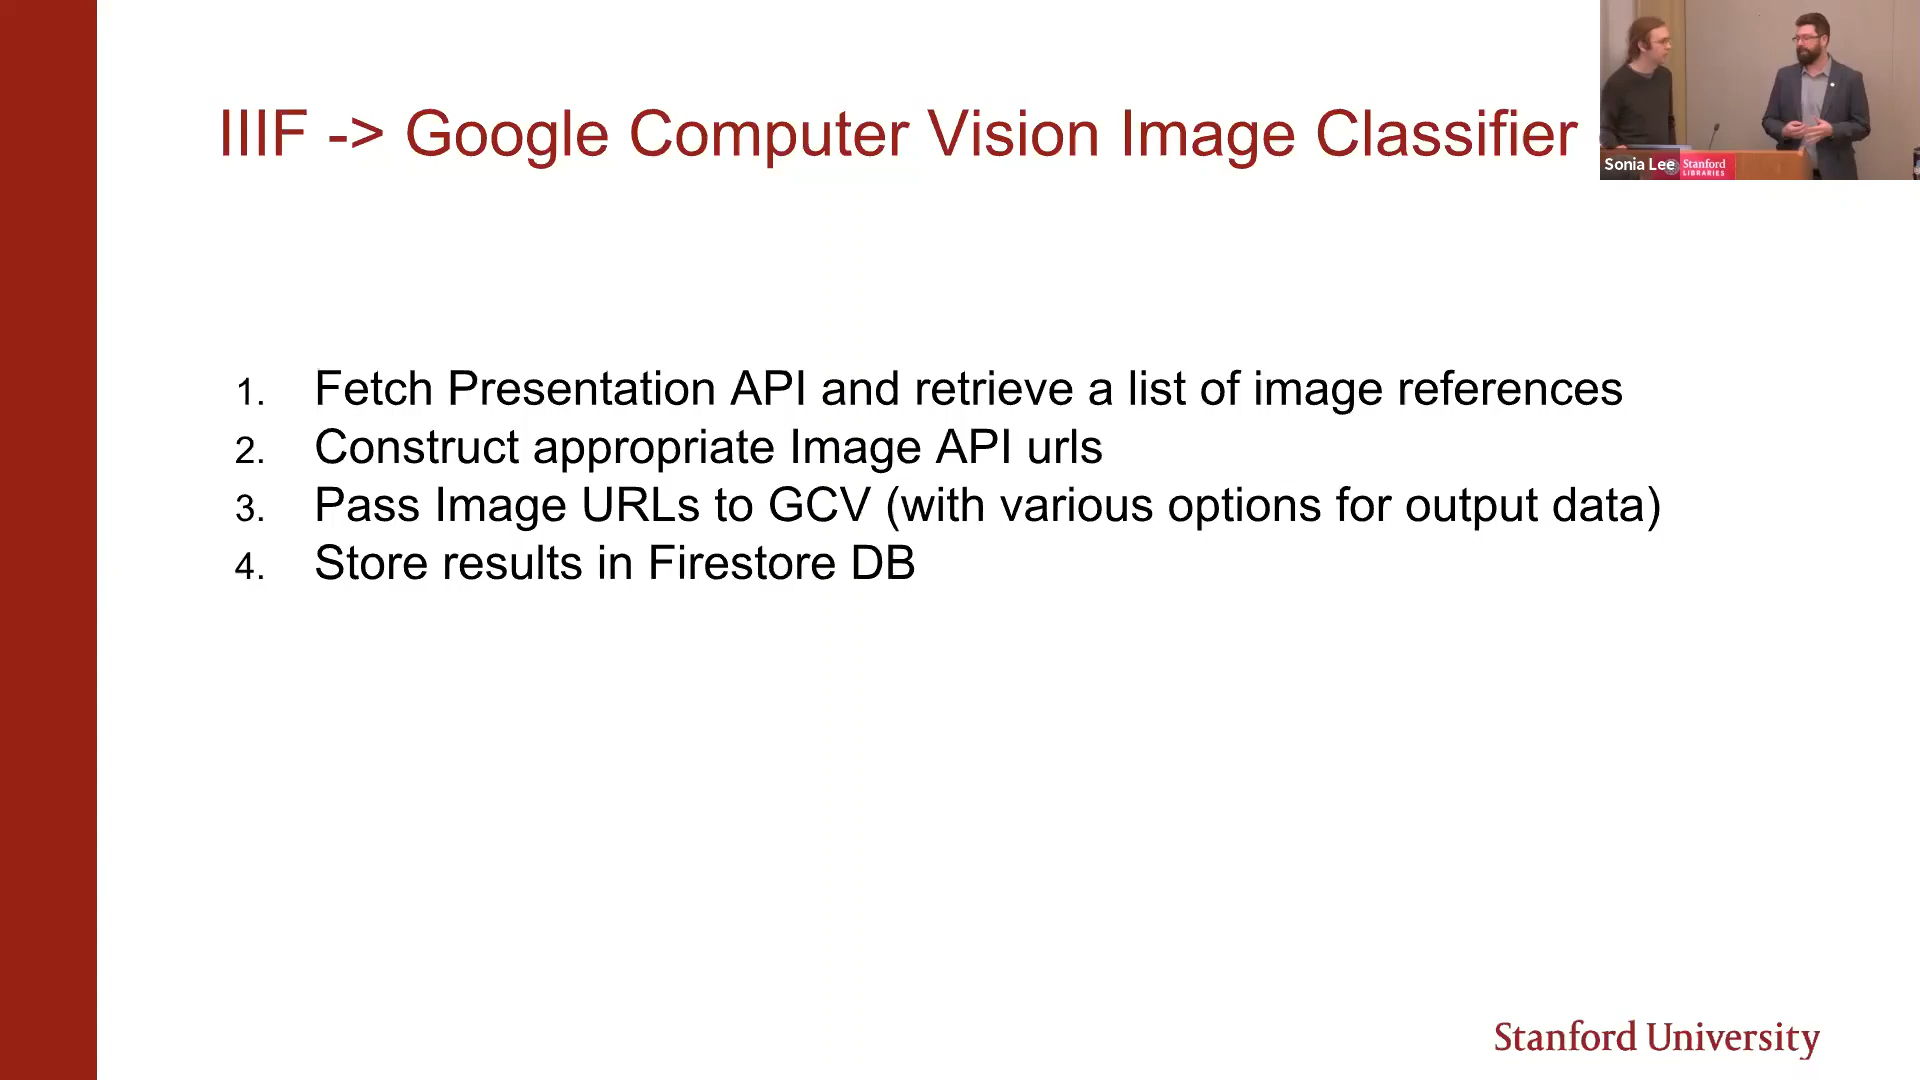 IIIF -> Google Computer Vision Image Classifier
Sonia Lee
Stanford
LIBRARIES
1. Fetch Presentation API and retrieve a list of image references
2. Construct appropriate Image API urls
3. Pass Image URLs to GCV (with various options for output data)
4. Store results in Firestore DB
Stanford University